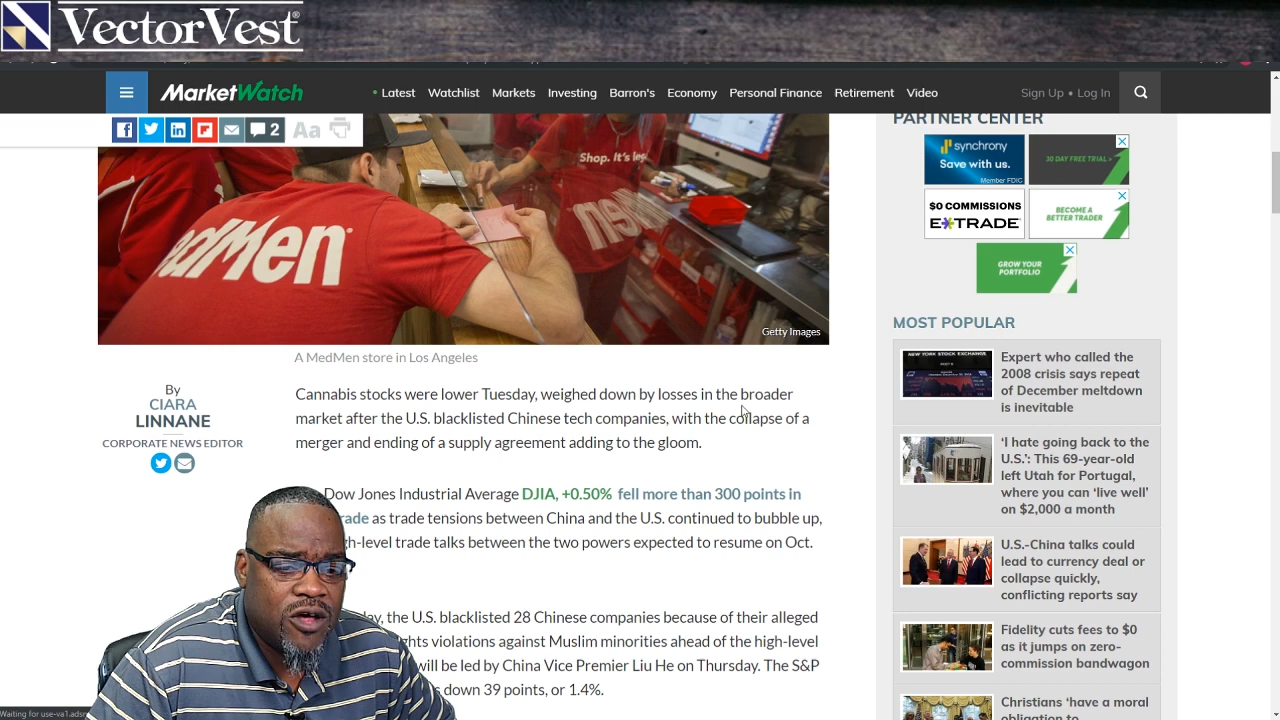 VectorVest®
MarketWatch
Latest Watchlist Markets Investing Barron's Economy Personal Finance Retirement Video
Sign Up • Log In
2
Aa
Shop. It's leg
edMen
Getty Images
A MedMen store in Los Angeles
By
CIARA
LINNANE
CORPORATE NEWS EDITOR
Cannabis stocks were lower Tuesday, weighed down by losses in the broader
market after the U.S. blacklisted Chinese tech companies, with the collapse of a
merger and ending of a supply agreement adding to the gloom.
Dow Jones Industrial Average DJIA, +0.50% fell more than 300 points in
as trade tensions between China and the U.S. continued to bubble up,
trade talks between the two powers expected to resume on Oct.
the U.S. blacklisted 28 Chinese companies because of their alleged
violations against Muslim minorities ahead of the high-level
will be led by China Vice Premier Liu He on Thursday. The S&P
down 39 points, or 1.4%.
PARTNER CENTER
synchrony
Save with us.
Member FDIC
30 DAY FREE TRIAL >
$0 COMMISSIONS
E*TRADE
BECOME A
BETTER TRADER
GROW YOUR
PORTFOLIO
MOST POPULAR
NEW YORK STOCK EXCHANGE
Expert who called the
2008 crisis says repeat
of December meltdown
is inevitable
'I hate going back to the
U.S.': This 69-year-old
left Utah for Portugal,
where you can 'live well'
on $2,000 a month
U.S.-China talks could
lead to currency deal or
collapse quickly,
conflicting reports say
Fidelity cuts fees to $0
as it jumps on zero-
commission bandwagon
Christians 'have a moral
obligation to
Waiting for use-va1.adsr